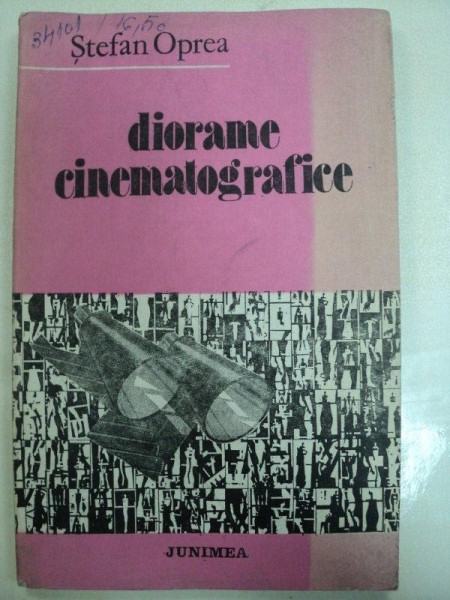 34101 / 16,50
Ștefan Oprea
diorame
cinematografice
JUNIMEA